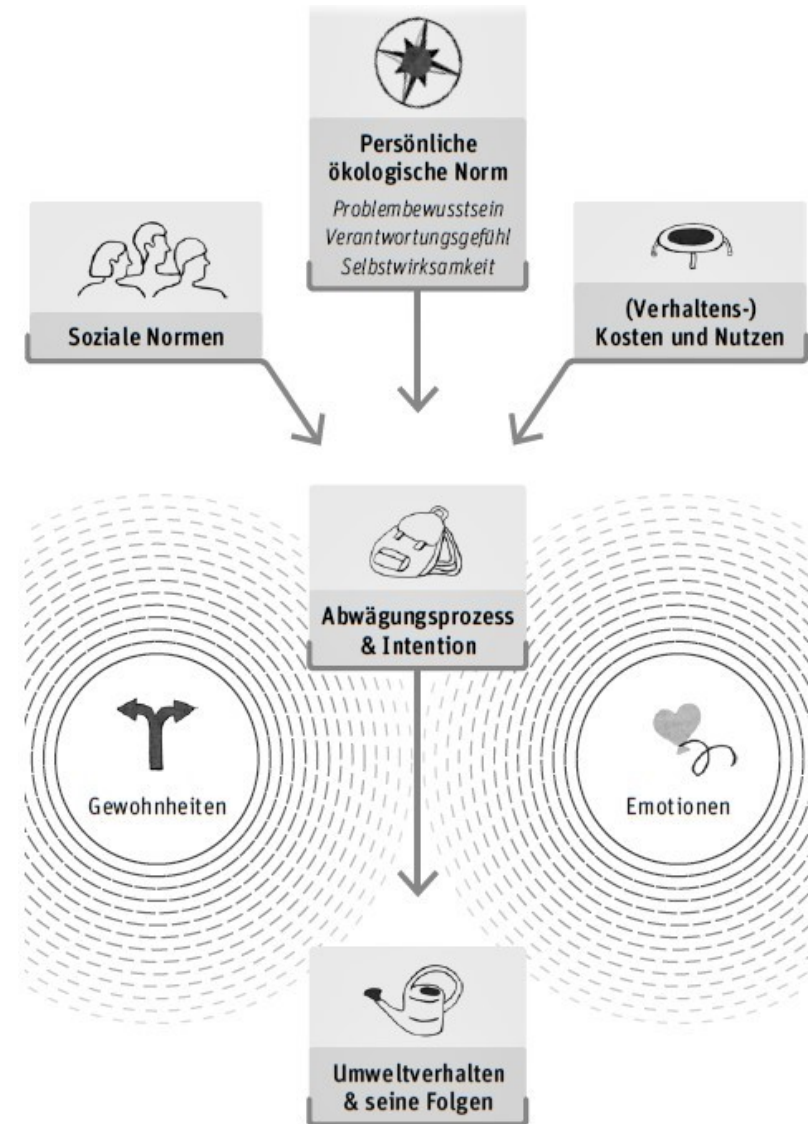 Persönliche
ökologische Norm
Problembewusstsein
Verantwortungsgefühl
Selbstwirksamkeit
Soziale Normen
(Verhaltens-)
Kosten und Nutzen
Abwägungsprozess
& Intention
Gewohnheiten
Emotionen
Umweltverhalten
& seine Folgen